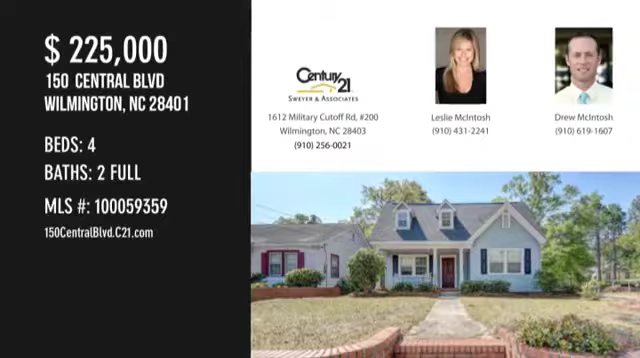 $ 225,000
150 CENTRAL BLVD
WILMINGTON, NC 28401
BEDS: 4
BATHS: 2 FULL
MLS #: 100059359
150CentralBlvd.C21.com
Century 21
SWEYER & ASSOCIATES
1612 Military Cutoff Rd, #200
Wilmington, NC 28403
(910) 256-0021
Leslie McIntosh
(910) 431-2241
Drew McIntosh
(910) 619-1607